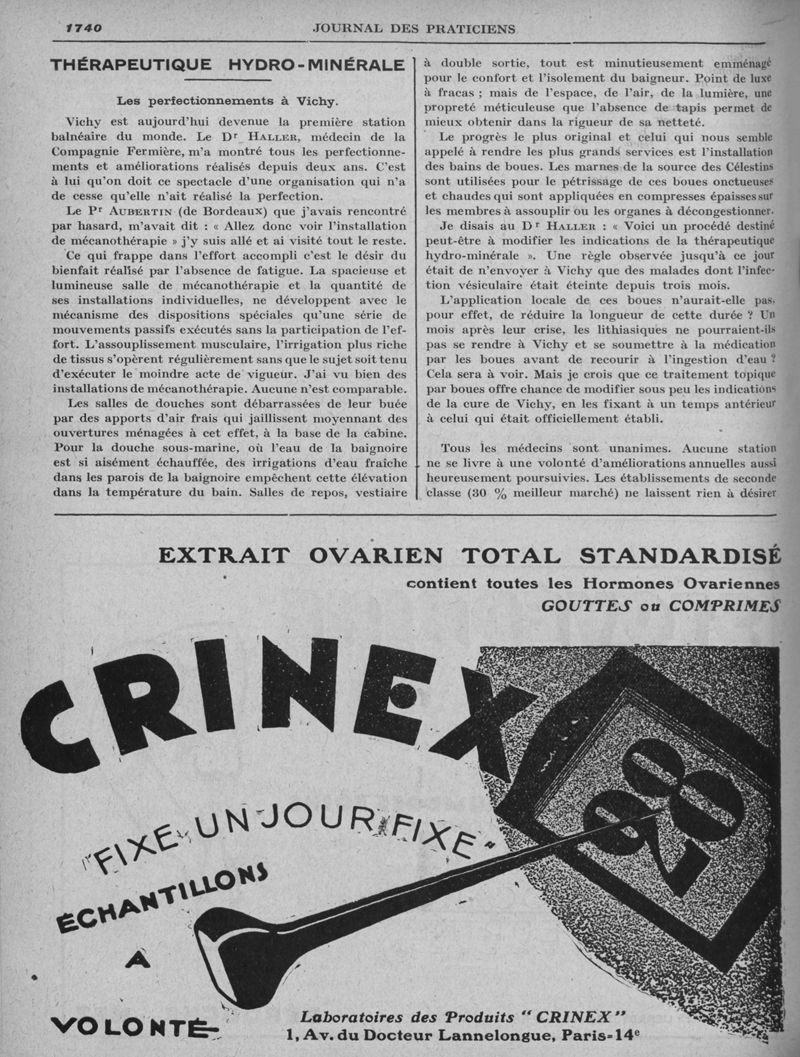 1740
JOURNAL DES PRATICIENS
THÉRAPEUTIQUE HYDRO-MINÉRALE
Les perfectionnements à Vichy.
Vichy est aujourd'hui devenue la première station
balnéaire du monde. Le Dr HALLER, médecin de la
Compagnie Fermière, m'a montré tous les perfectionne-
ments et améliorations réalisés depuis deux ans. C'est
à lui qu'on doit ce spectacle d'une organisation qui n'a
de cesse qu'elle n'ait réalisé la perfection.
Le Pr AUBERTIN (de Bordeaux) que j'avais rencontré
par hasard, m'avait dit : « Allez donc voir l'installation
de mécanothérapie » j'y suis allé et ai visité tout le reste.
Ce qui frappe dans l'effort accompli c'est le désir du
bienfait réalisé par l'absence de fatigue. La spacieuse et
lumineuse salle de mécanothérapie et la quantité de
ses installations individuelles, ne développent avec le
mécanisme des dispositions spéciales qu'une série de
mouvements passifs exécutés sans la participation de l'ef-
fort. L'assouplissement musculaire, l'irrigation plus riche
de tissus s'opèrent régulièrement sans que le sujet soit tenu
d'exécuter le moindre acte de vigueur. J'ai vu bien des
installations de mécanothérapie. Aucune n'est comparable.
Les salles de douches sont débarrassées de leur buée
par des apports d'air frais qui jaillissent moyennant des
ouvertures ménagées à cet effet, à la base de la cabine.
Pour la douche sous-marine, où l'eau de la baignoire
est si aisément échauffée, des irrigations d'eau fraîche
dans les parois de la baignoire empêchent cette élévation
dans la température du bain. Salles de repos, vestiaire
à double sortie, tout est minutieusement emménagé
pour le confort et l'isolement du baigneur. Point de luxe
à fracas ; mais de l'espace, de l'air, de la lumière, une
propreté méticuleuse que l'absence de tapis permet de
mieux obtenir dans la rigueur de sa netteté.
Le progrès le plus original et celui qui nous semble
appelé à rendre les plus grands services est l'installation
des bains de boues. Les marnes de la source des Célestins
sont utilisées pour le pétrissage de ces boues onctueuses
et chaudes qui sont appliquées en compresses épaisses sur
les membres à assouplir ou les organes à décongestionner.
Je disais au Dr HALLER : « Voici un procédé destiné
peut-être à modifier les indications de la thérapeutique
hydro-minérale ». Une règle observée jusqu'à ce jour
était de n'envoyer à Vichy que des malades dont l'infec-
tion vésiculaire était éteinte depuis trois mois.
L'application locale de ces boues n'aurait-elle pas,
pour effet, de réduire la longueur de cette durée ? Un
mois après leur crise, les lithiasiques ne pourraient-ils
pas se rendre à Vichy et se soumettre à la médication
par les boues avant de recourir à l'ingestion d'eau ?
Cela sera à voir. Mais je crois que ce traitement topique
par boues offre chance de modifier sous peu les indications
de la cure de Vichy, en les fixant à un temps antérieur
à celui qui était officiellement établi.
Tous les médecins sont unanimes. Aucune station
ne se livre à une volonté d'améliorations annuelles aussi
heureusement poursuivies. Les établissements de seconde
classe (30 % meilleur marché) ne laissent rien à désirer
EXTRAIT OVARIEN TOTAL STANDARDISÉ
contient toutes les Hormones Ovariennes
GOUTTES ou COMPRIMES
CRINEX
28
"FIXE UN JOUR FIXE"
ÉCHANTILLONS
A
VOLONTÉ
Laboratoires des Produits "CRINEX"
1, Av. du Docteur Lannelongue, Paris-14e